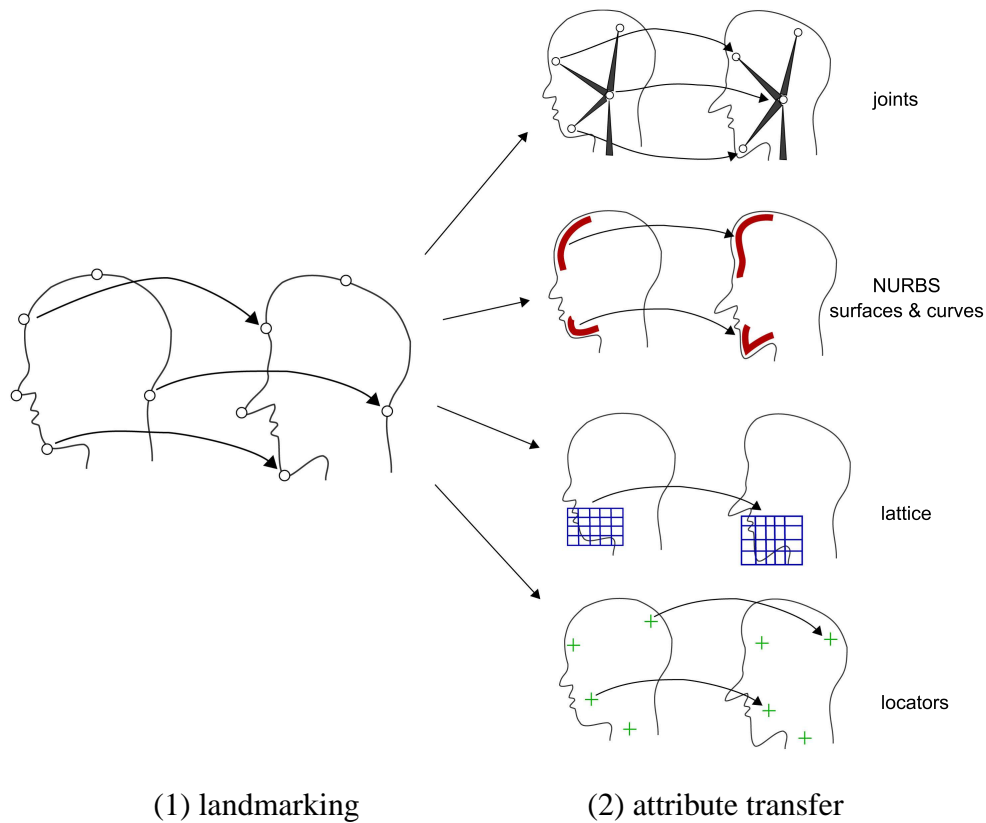 joints
NURBS
surfaces & curves
lattice
locators
(1) landmarking
(2) attribute transfer